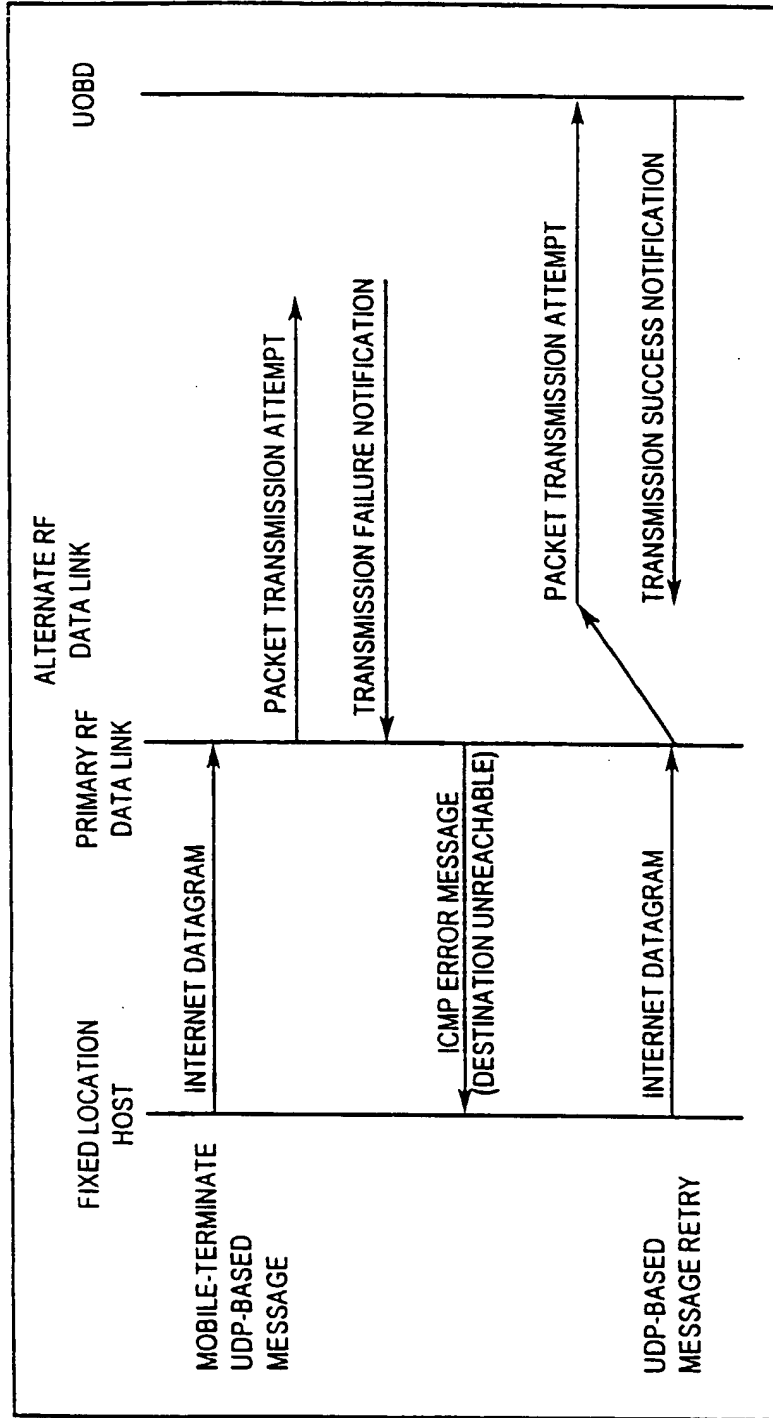 FIXED LOCATION
HOST
PRIMARY RF
DATA LINK
ALTERNATE RF
DATA LINK
UOBD
MOBILE-TERMINATE
UDP-BASED
MESSAGE
INTERNET DATAGRAM
PACKET TRANSMISSION ATTEMPT
TRANSMISSION FAILURE NOTIFICATION
ICMP ERROR MESSAGE
(DESTINATION UNREACHABLE)
UDP-BASED
MESSAGE RETRY
INTERNET DATAGRAM
PACKET TRANSMISSION ATTEMPT
TRANSMISSION SUCCESS NOTIFICATION